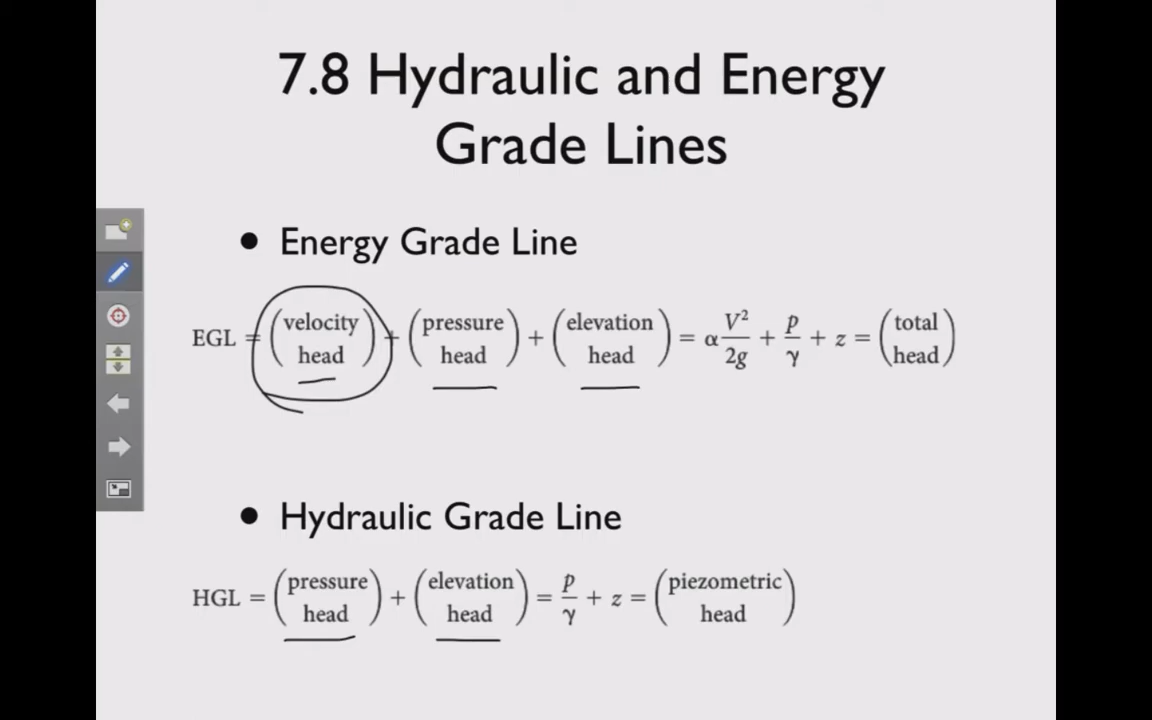 7.8 Hydraulic and Energy
Grade Lines
• Energy Grade Line
EGL = (velocity head) + (pressure head) + (elevation head) = α V²/2g + p/γ + z = (total head)
• Hydraulic Grade Line
HGL = (pressure head) + (elevation head) = p/γ + z = (piezometric head)